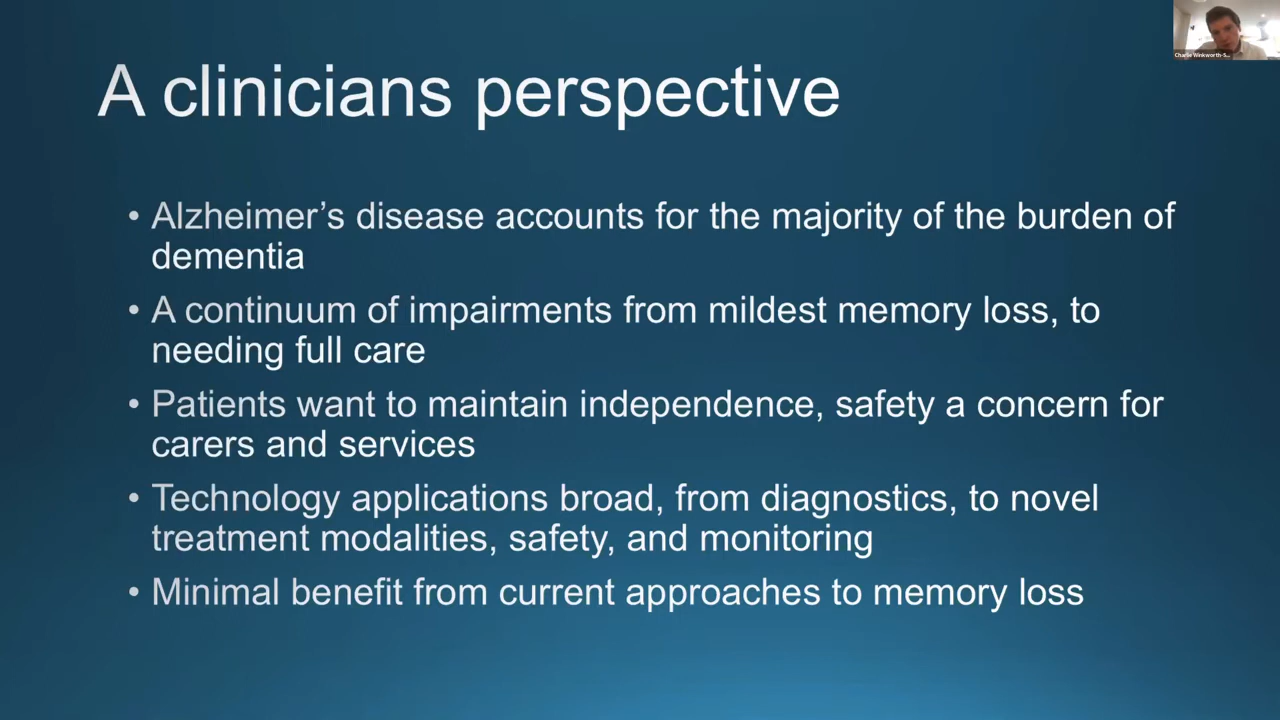 A clinicians perspective
• Alzheimer’s disease accounts for the majority of the burden of
dementia
• A continuum of impairments from mildest memory loss, to
needing full care
• Patients want to maintain independence, safety a concern for
carers and services
• Technology applications broad, from diagnostics, to novel
treatment modalities, safety, and monitoring
• Minimal benefit from current approaches to memory loss
Charlie Winkworth-S...